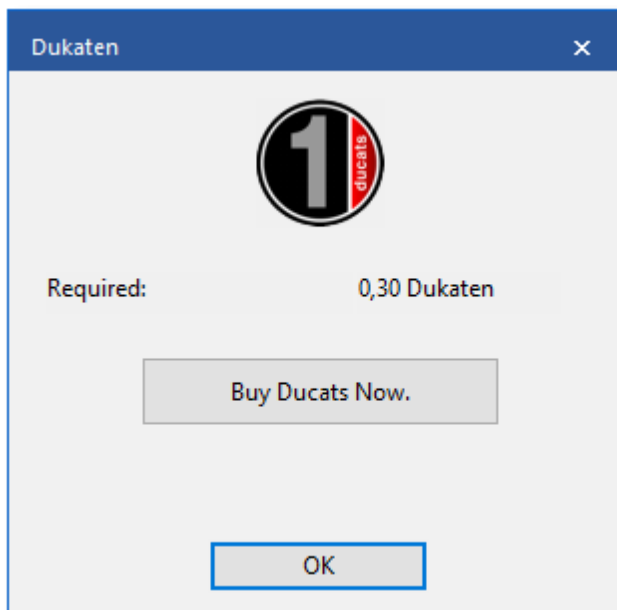 Dukaten
1 ducats
Required: 0,30 Dukaten
Buy Ducats Now.
OK